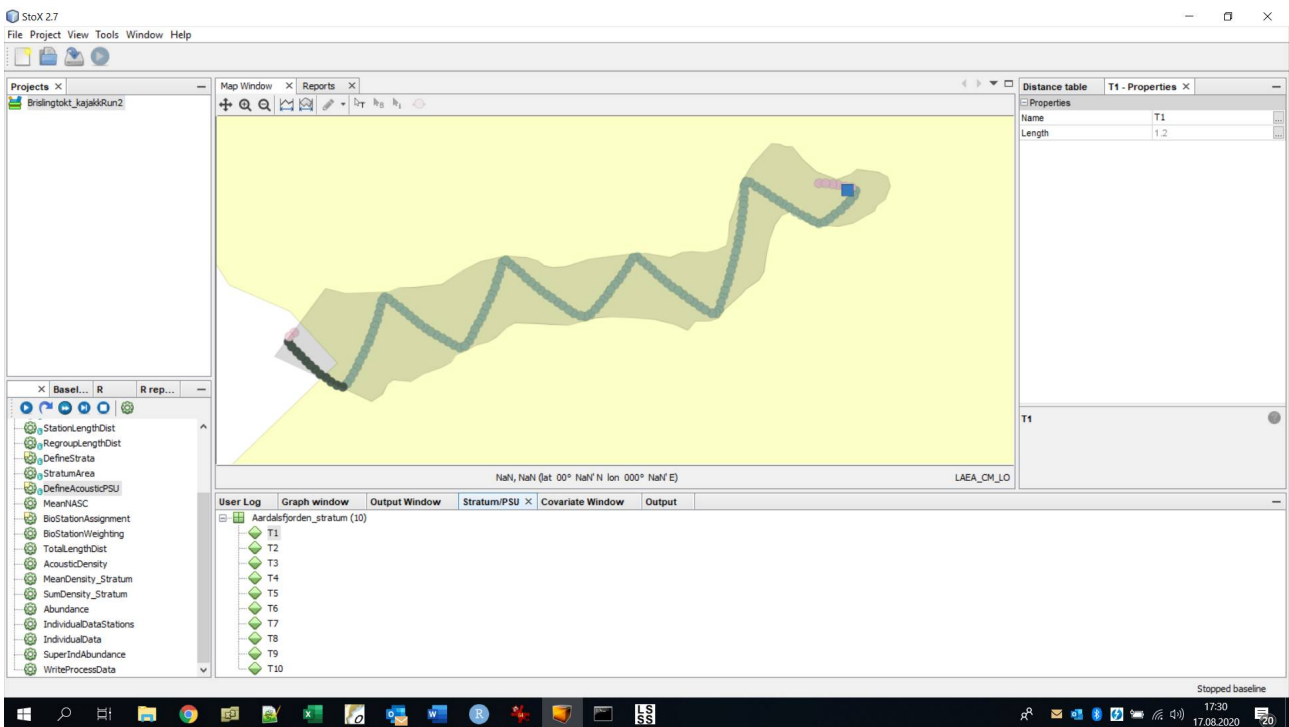 StoX 2.7
File Project View Tools Window Help
Projects
Brislingtokt_kajakkRun2
Map Window Reports
Distance table T1 - Properties
Properties
Name T1
Length 1.2
T1
NaN, NaN (lat 00° NaN' N lon 000° NaN' E) LAEA_CM_LO
Basel... R R rep...
StationLengthDist
RegroupLengthDist
DefineStrata
StratumArea
DefineAcousticPSU
MeanNASC
BioStationAssignment
BioStationWeighting
TotalLengthDist
AcousticDensity
MeanDensity_Stratum
SumDensity_Stratum
Abundance
IndividualDataStations
IndividualData
SuperIndAbundance
WriteProcessData
User Log Graph window Output Window Stratum/PSU Covariate Window Output
Aardalsfjorden_stratum (10)
T1
T2
T3
T4
T5
T6
T7
T8
T9
T10
Stopped baseline
LS
SS
17:30
17.08.2020
20